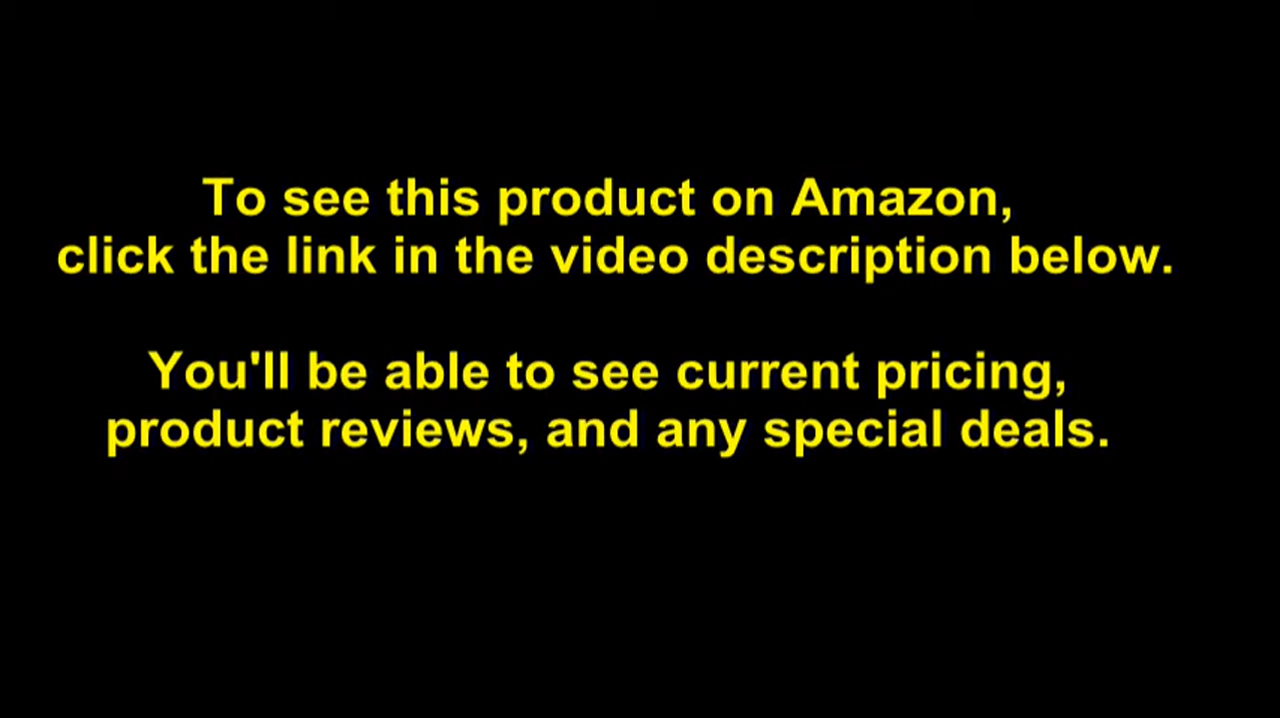 To see this product on Amazon,
click the link in the video description below.
You'll be able to see current pricing,
product reviews, and any special deals.